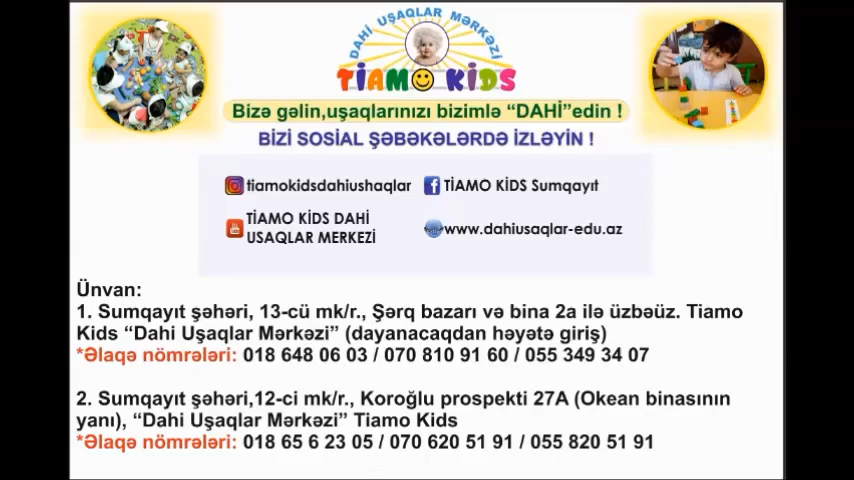 DAHİ UŞAQLAR MƏRKƏZİ
TİAMO KİDS
Bizə gəlin,uşaqlarınızı bizimlə “DAHİ”edin !
BİZİ SOSİAL ŞƏBƏKƏLƏRDƏ İZLƏYİN !
tiamokidsdahiushaqlar
TİAMO KİDS Sumqayıt
TİAMO KİDS DAHİ
USAQLAR MERKEZİ
www.dahiusaqlar-edu.az
Ünvan:
1. Sumqayıt şəhəri, 13-cü mk/r., Şərq bazarı və bina 2a ilə üzbəüz. Tiamo
Kids “Dahi Uşaqlar Mərkəzi” (dayanacaqdan həyətə giriş)
*Əlaqə nömrələri: 018 648 06 03 / 070 810 91 60 / 055 349 34 07
2. Sumqayıt şəhəri,12-ci mk/r., Koroğlu prospekti 27A (Okean binasının
yanı), “Dahi Uşaqlar Mərkəzi” Tiamo Kids
*Əlaqə nömrələri: 018 65 6 23 05 / 070 620 51 91 / 055 820 51 91